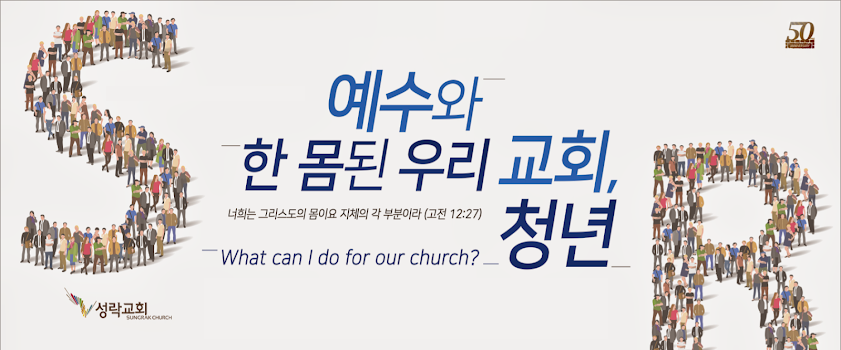 50
ANNIVERSARY
예수와
한 몸된 우리 교회,
너희는 그리스도의 몸이요 지체의 각 부분이라 (고전 12:27)
청년
What can I do for our church?
성락교회
SUNGRAK CHURCH
S
R